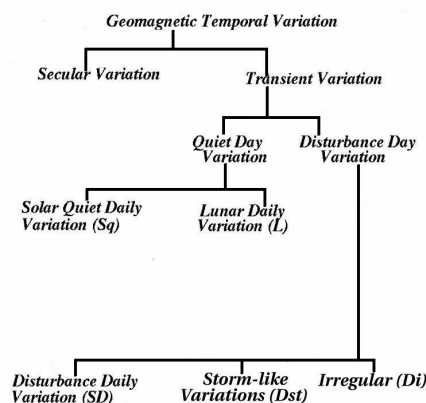 Geomagnetic Temporal Variation
Secular Variation
Transient Variation
Quiet Day
Variation
Disturbance Day
Variation
Solar Quiet Daily
Variation (Sq)
Lunar Daily
Variation (L)
Disturbance Daily
Variation (SD)
Storm-like
Variations (Dst)
Irregular (Di)